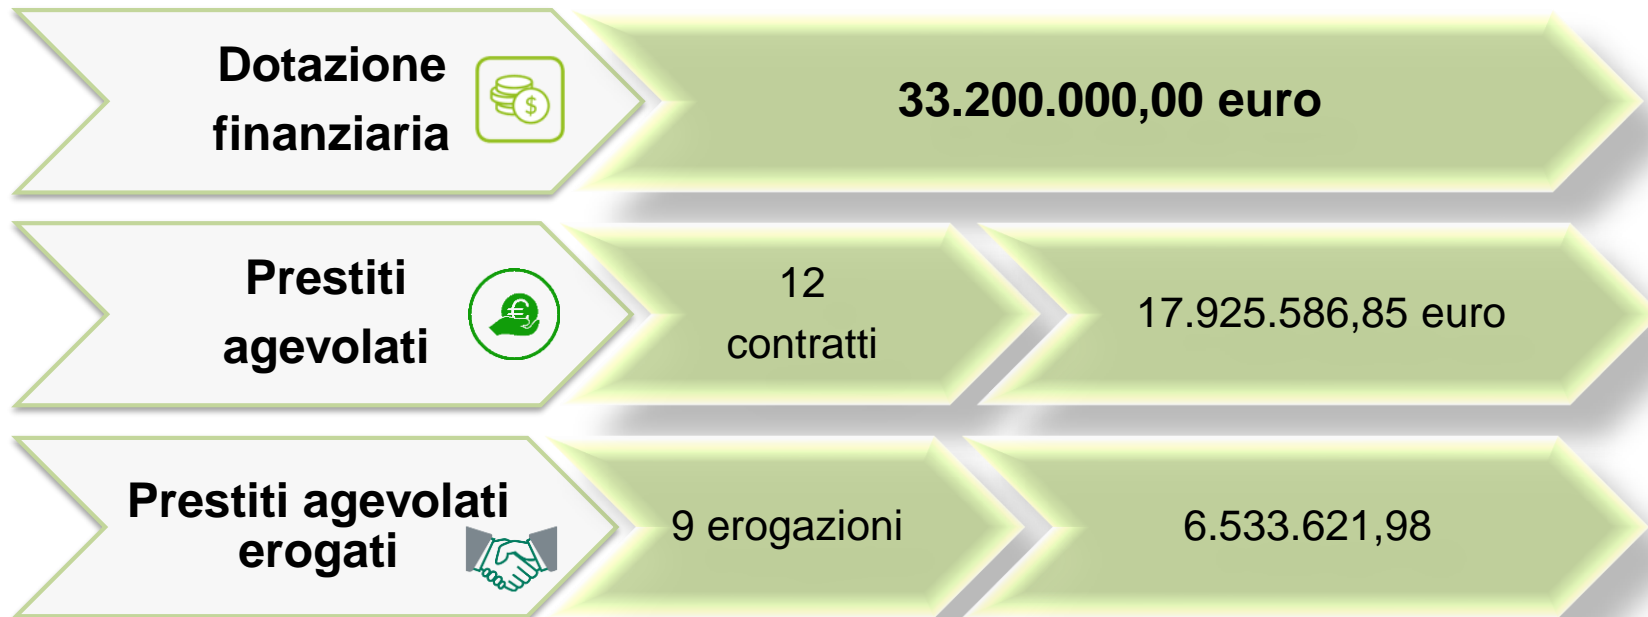 Dotazione
finanziaria
$
33.200.000,00 euro
Prestiti
agevolati
€
12
contratti
17.925.586,85 euro
Prestiti agevolati
erogati
9 erogazioni
6.533.621,98